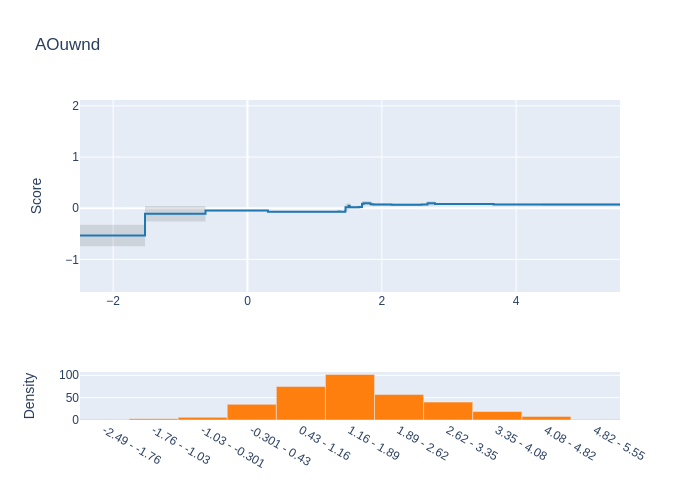 AOuwnd
2
1
0
−1
Score
−2
0
2
4
100
50
0
Density
-2.49 - -1.76
-1.76 - -1.03
-1.03 - -0.301
-0.301 - 0.43
0.43 - 1.16
1.16 - 1.89
1.89 - 2.62
2.62 - 3.35
3.35 - 4.08
4.08 - 4.82
4.82 - 5.55